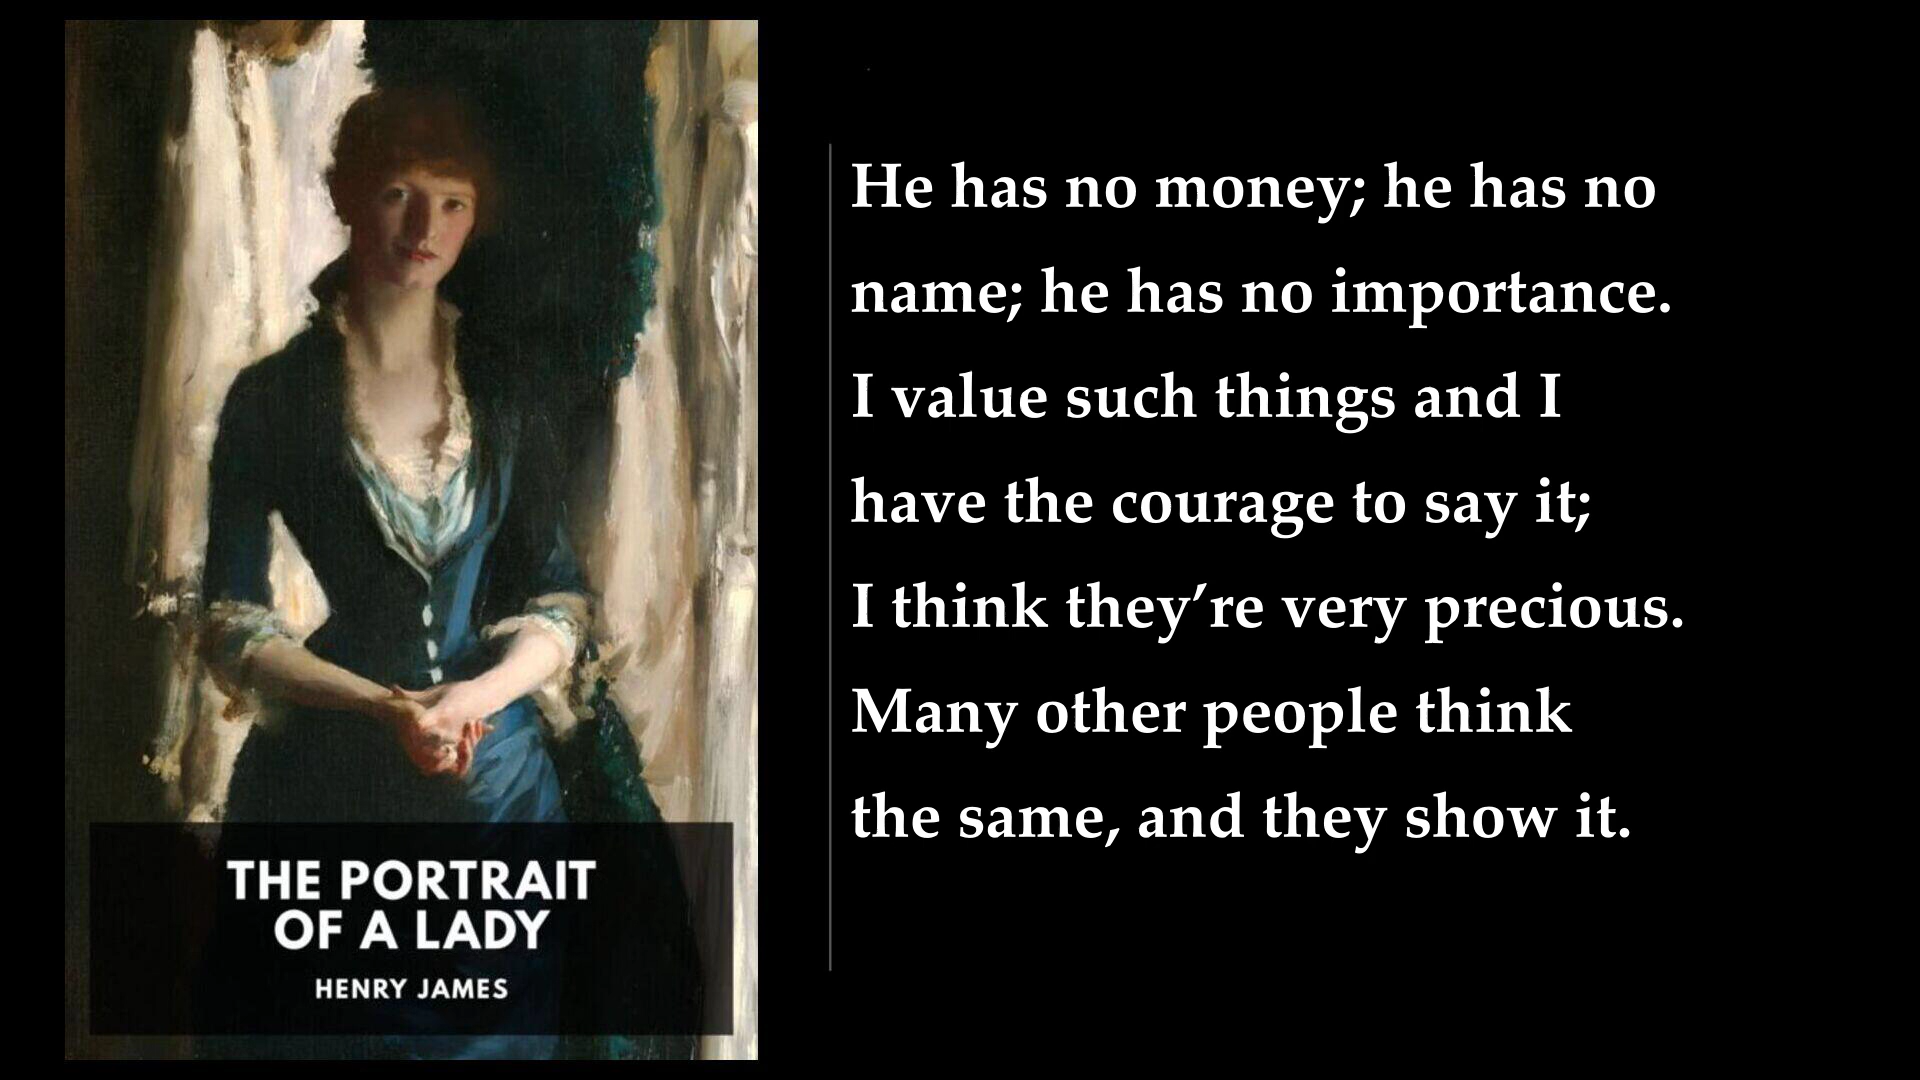 He has no money; he has no
name; he has no importance.
I value such things and I
have the courage to say it;
I think they’re very precious.
Many other people think
the same, and they show it.
THE PORTRAIT
OF A LADY
HENRY JAMES